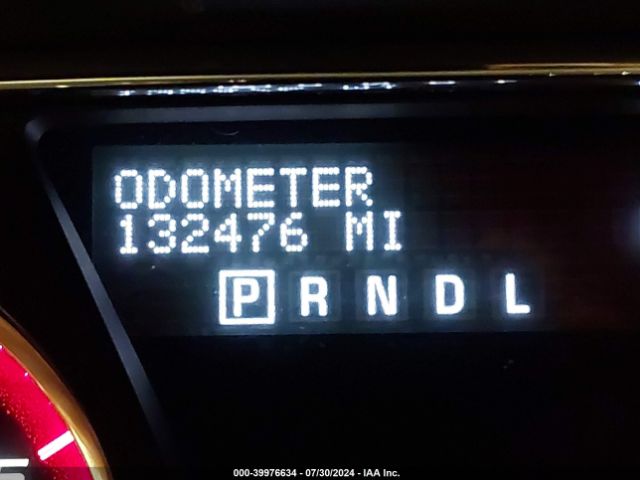 ODOMETER
132476 MI
P R N D L
000-39976634 - 07/30/2024 - IAA Inc.